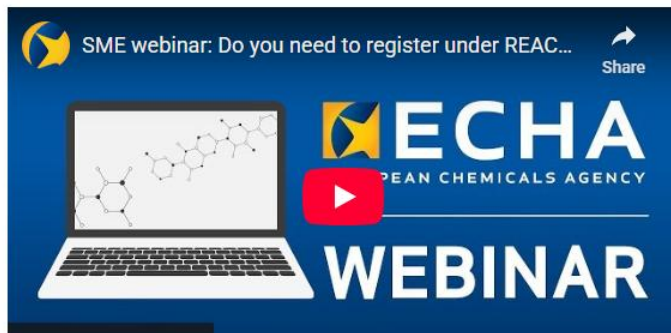 SME webinar: Do you need to register under REAC...
Share
ECHA
PEAN CHEMICALS AGENCY
WEBINAR